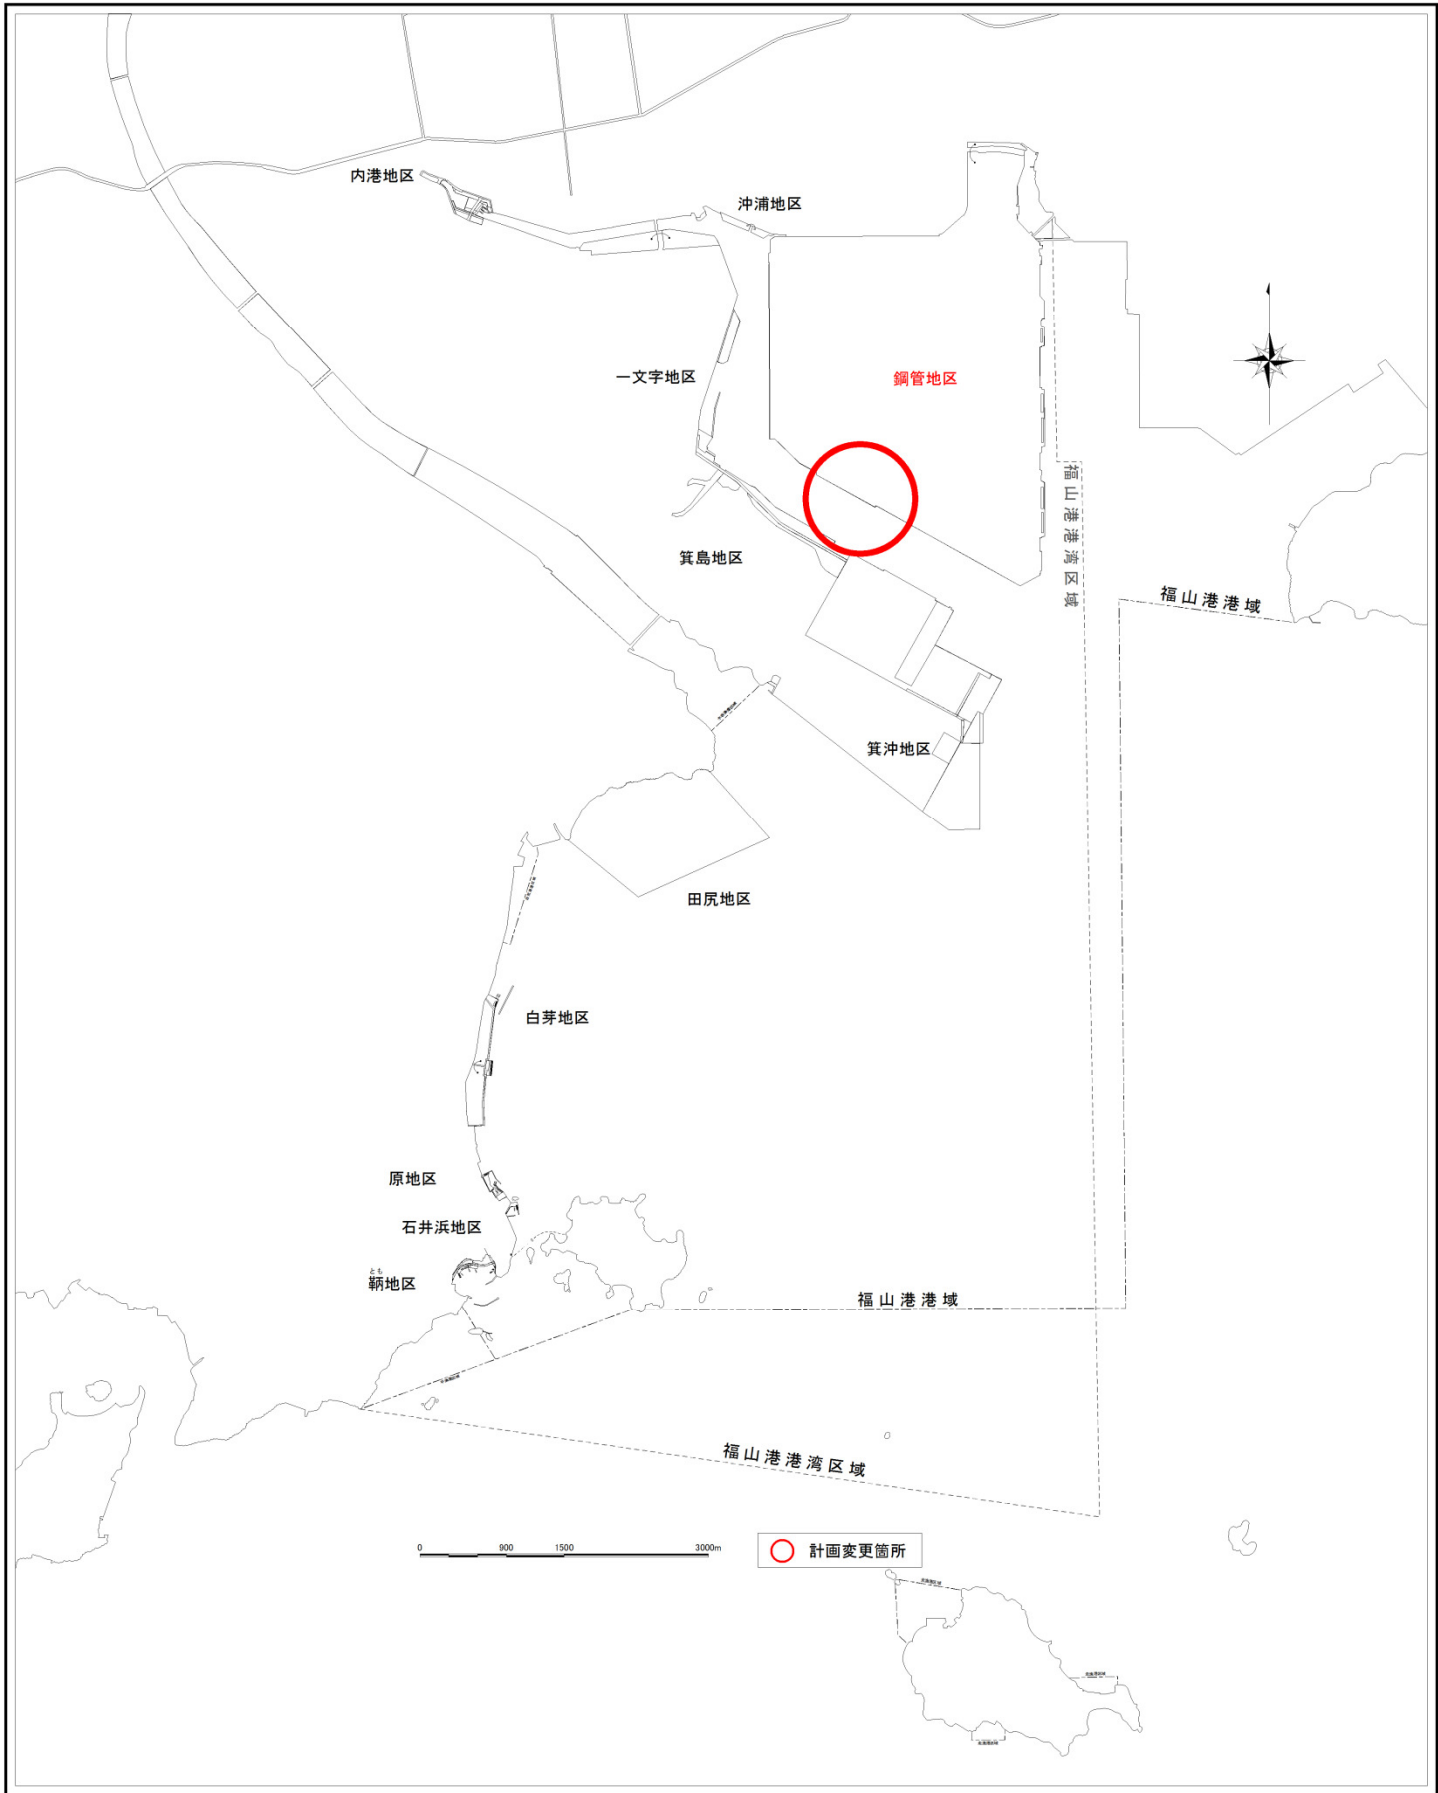 内港地区
沖浦地区
一文字地区
鋼管地区
福山港港湾区域
箕島地区
福山港港域
箕沖地区
田尻地区
白芽地区
原地区
石井浜地区
とも
鞆地区
福山港港域
福山港港湾区域
0 900 1500 3000m
計画変更箇所